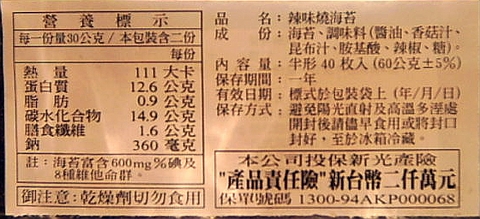 營養標示
每一份量30公克/本包裝含二份
每份
熱量 111 大卡
蛋白質 12.6 公克
脂肪 0.9 公克
碳水化合物 14.9 公克
膳食纖維 1.6 公克
鈉 360 毫克
註:海苔富含600mg%碘及
8種維他命群。
御注意:乾燥劑切勿食用
品名:辣味燒海苔
成份:海苔、調味料(醬油、香菇汁、
昆布汁、胺基酸、辣椒、糖)。
內容量:半形40枚入(60公克±5%)
保存期間:一年
有效日期:標式於包裝袋上(年/月/日)
保存方式:避免陽光直射及高溫多溼處
開封後請儘早食用或將封口
封好,至於冰箱冷藏。
本公司投保新光產險
"產品責任險"新台幣二仟萬元
保單號碼1300-94AKP000068